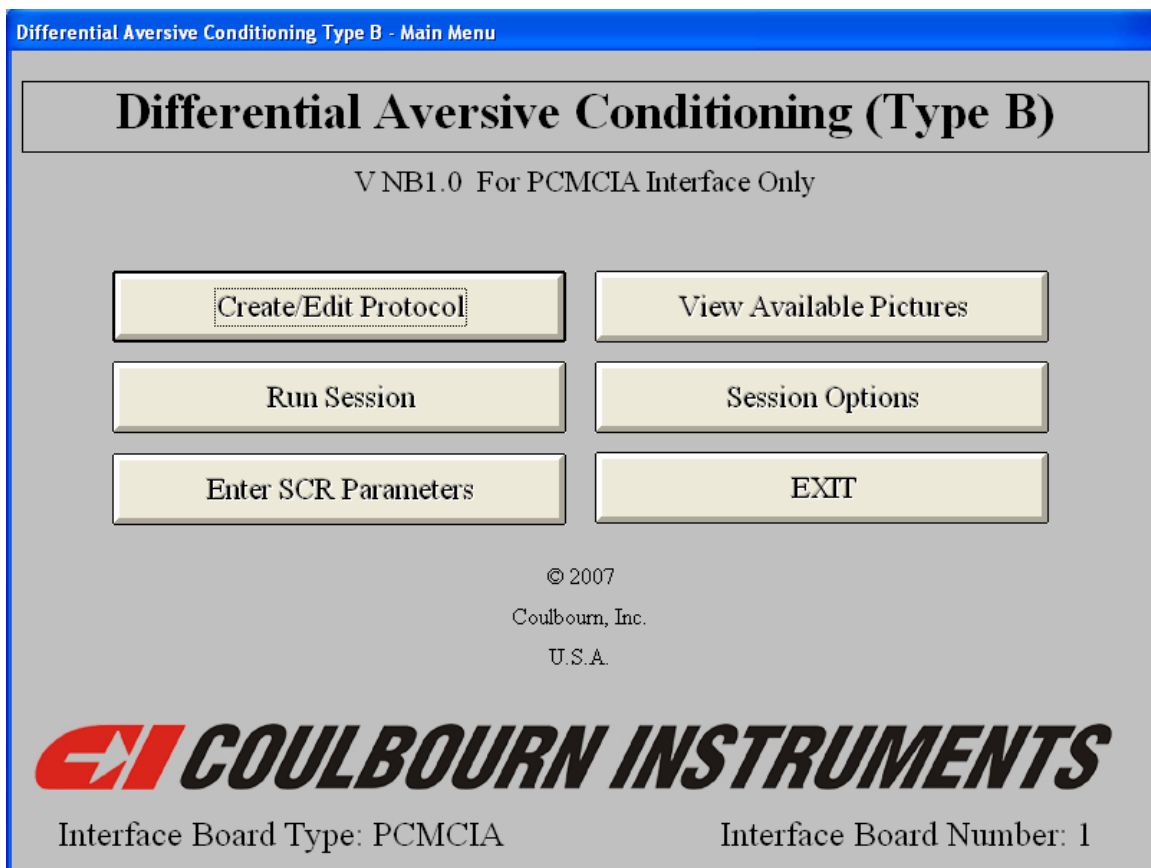 Differential Aversive Conditioning Type B - Main Menu
Differential Aversive Conditioning (Type B)
V NB1.0 For PCMCIA Interface Only
Create/Edit Protocol
View Available Pictures
Run Session
Session Options
Enter SCR Parameters
EXIT
© 2007
Coulbourn, Inc.
U.S.A.
CI COULBOURN INSTRUMENTS
Interface Board Type: PCMCIA
Interface Board Number: 1